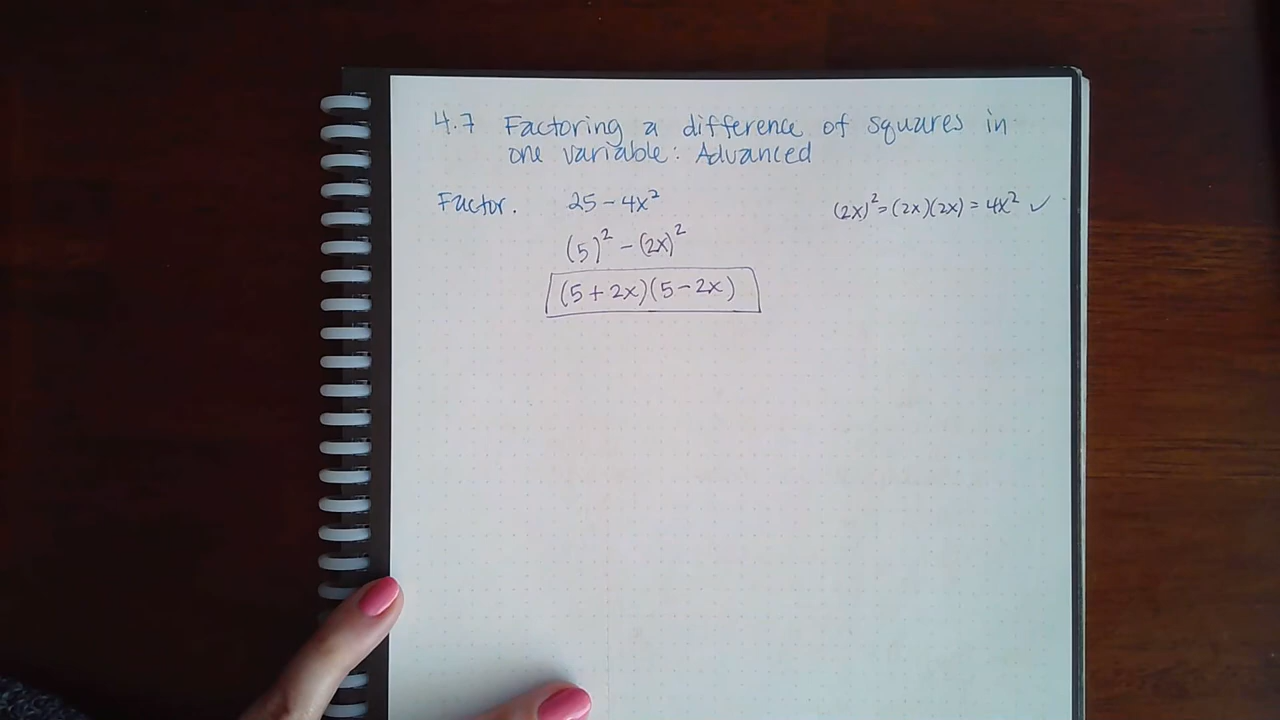 4.7 Factoring a difference of squares in
one variable: Advanced
Factor. 25 - 4x²
(2x)² = (2x)(2x) = 4x² ✓
(5)² - (2x)²
(5 + 2x)(5 - 2x)